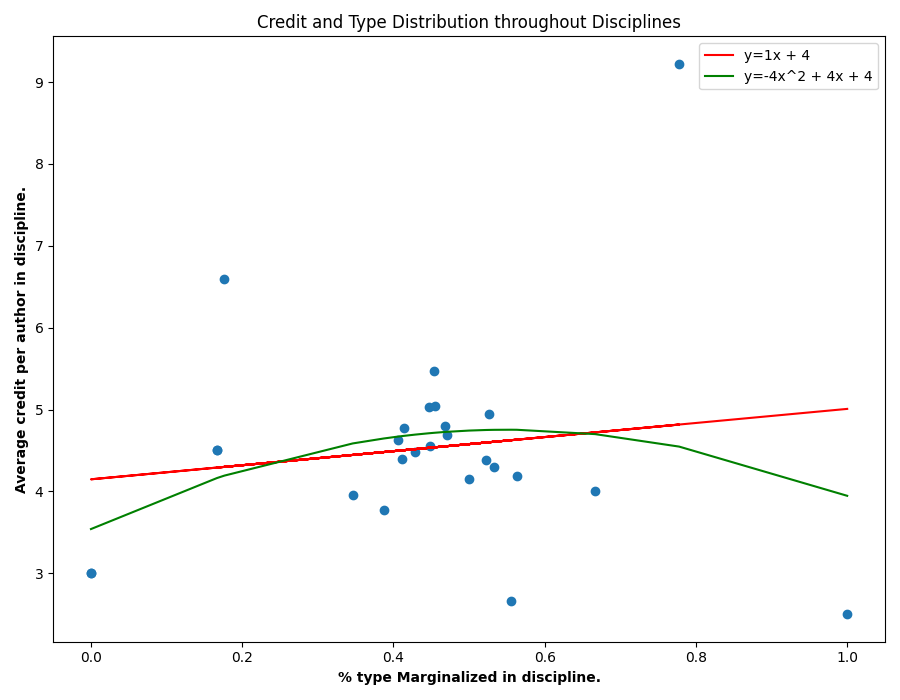 Credit and Type Distribution throughout Disciplines
y=1x + 4
y=-4x^2 + 4x + 4
9
8
7
6
5
4
3
Average credit per author in discipline.
0.0 0.2 0.4 0.6 0.8 1.0
% type Marginalized in discipline.